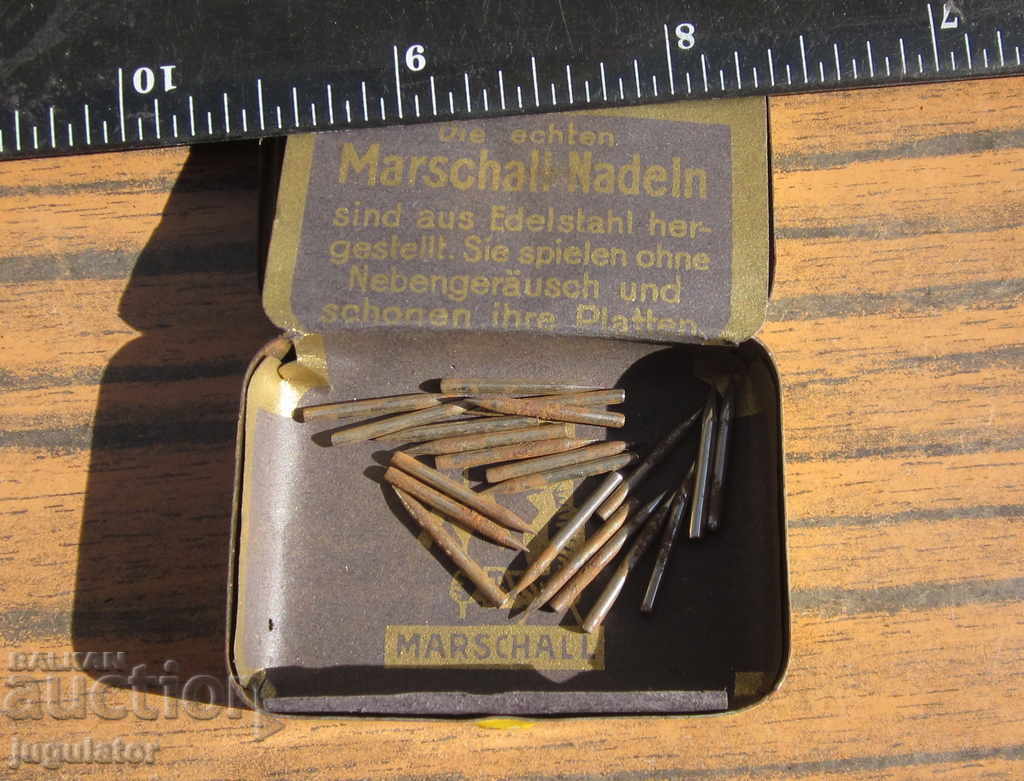 10 9 8 7
Die echten
Marschall-Nadeln
sind aus Edelstahl her-
gestellt. Sie spielen ohne
Nebengeräusch und
schonen ihre Platten
MARSCHALL
BALKAN
auction
jugulator